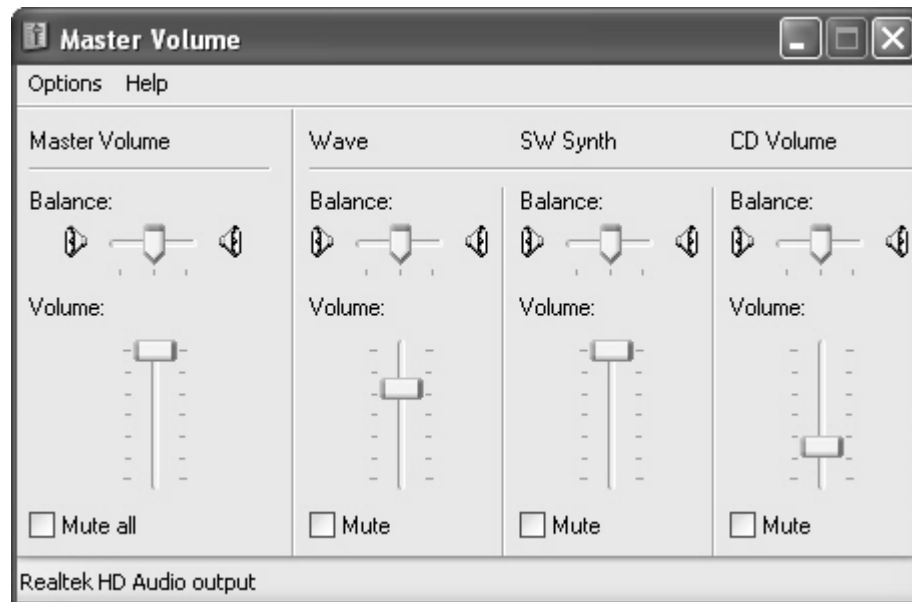 Master Volume
Options Help
Master Volume
Wave
SW Synth
CD Volume
Balance:
Balance:
Balance:
Balance:
Volume:
Volume:
Volume:
Volume:
Mute all
Mute
Mute
Mute
Realtek HD Audio output